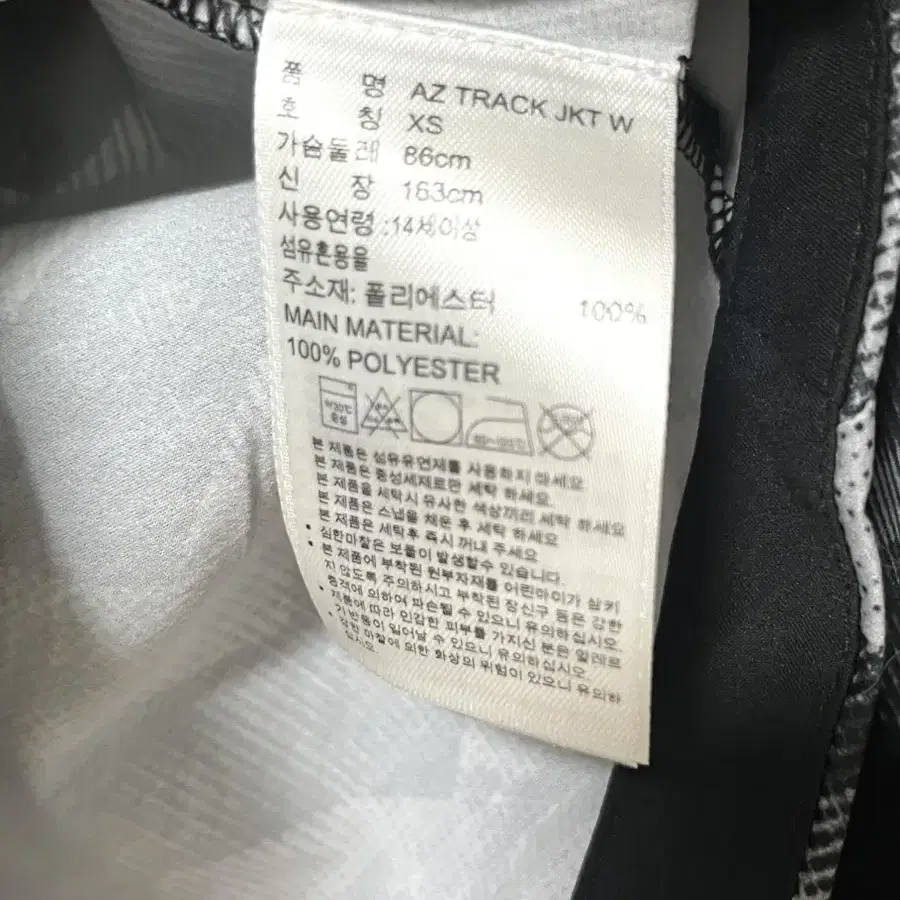 품 명 AZ TRACK JKT W
호 칭 XS
가슴둘레 86cm
신 장 163cm
사용연령 :14세이상
섬유혼용율
주소재: 폴리에스터 100%
MAIN MATERIAL:
100% POLYESTER
본 제품은 섬유유연제를 사용하지 마세요
본 제품은 중성세제로만 세탁 하세요.
본 제품을 세탁시 유사한 색상끼리 세탁 하세요
본 제품은 스냅을 채운 후 세탁 하세요
본 제품은 세탁후 즉시 꺼내 주세요
• 심한마찰은 보풀이 발생할수 있습니다.
• 본 제품에 부착된 원부자재를 어린아이가 삼키
지 않도록 주의하시고 부착된 장신구 등은 강한
충격에 의하여 파손될 수 있으니 유의하십시오.
• 제품에 따라 민감한 피부를 가지신 분은 알레르
기반응이 일어날 수 있으니 유의하십시오.
• 강한 마찰에 의한 화상의 위험이 있으니 유의하
십시오.